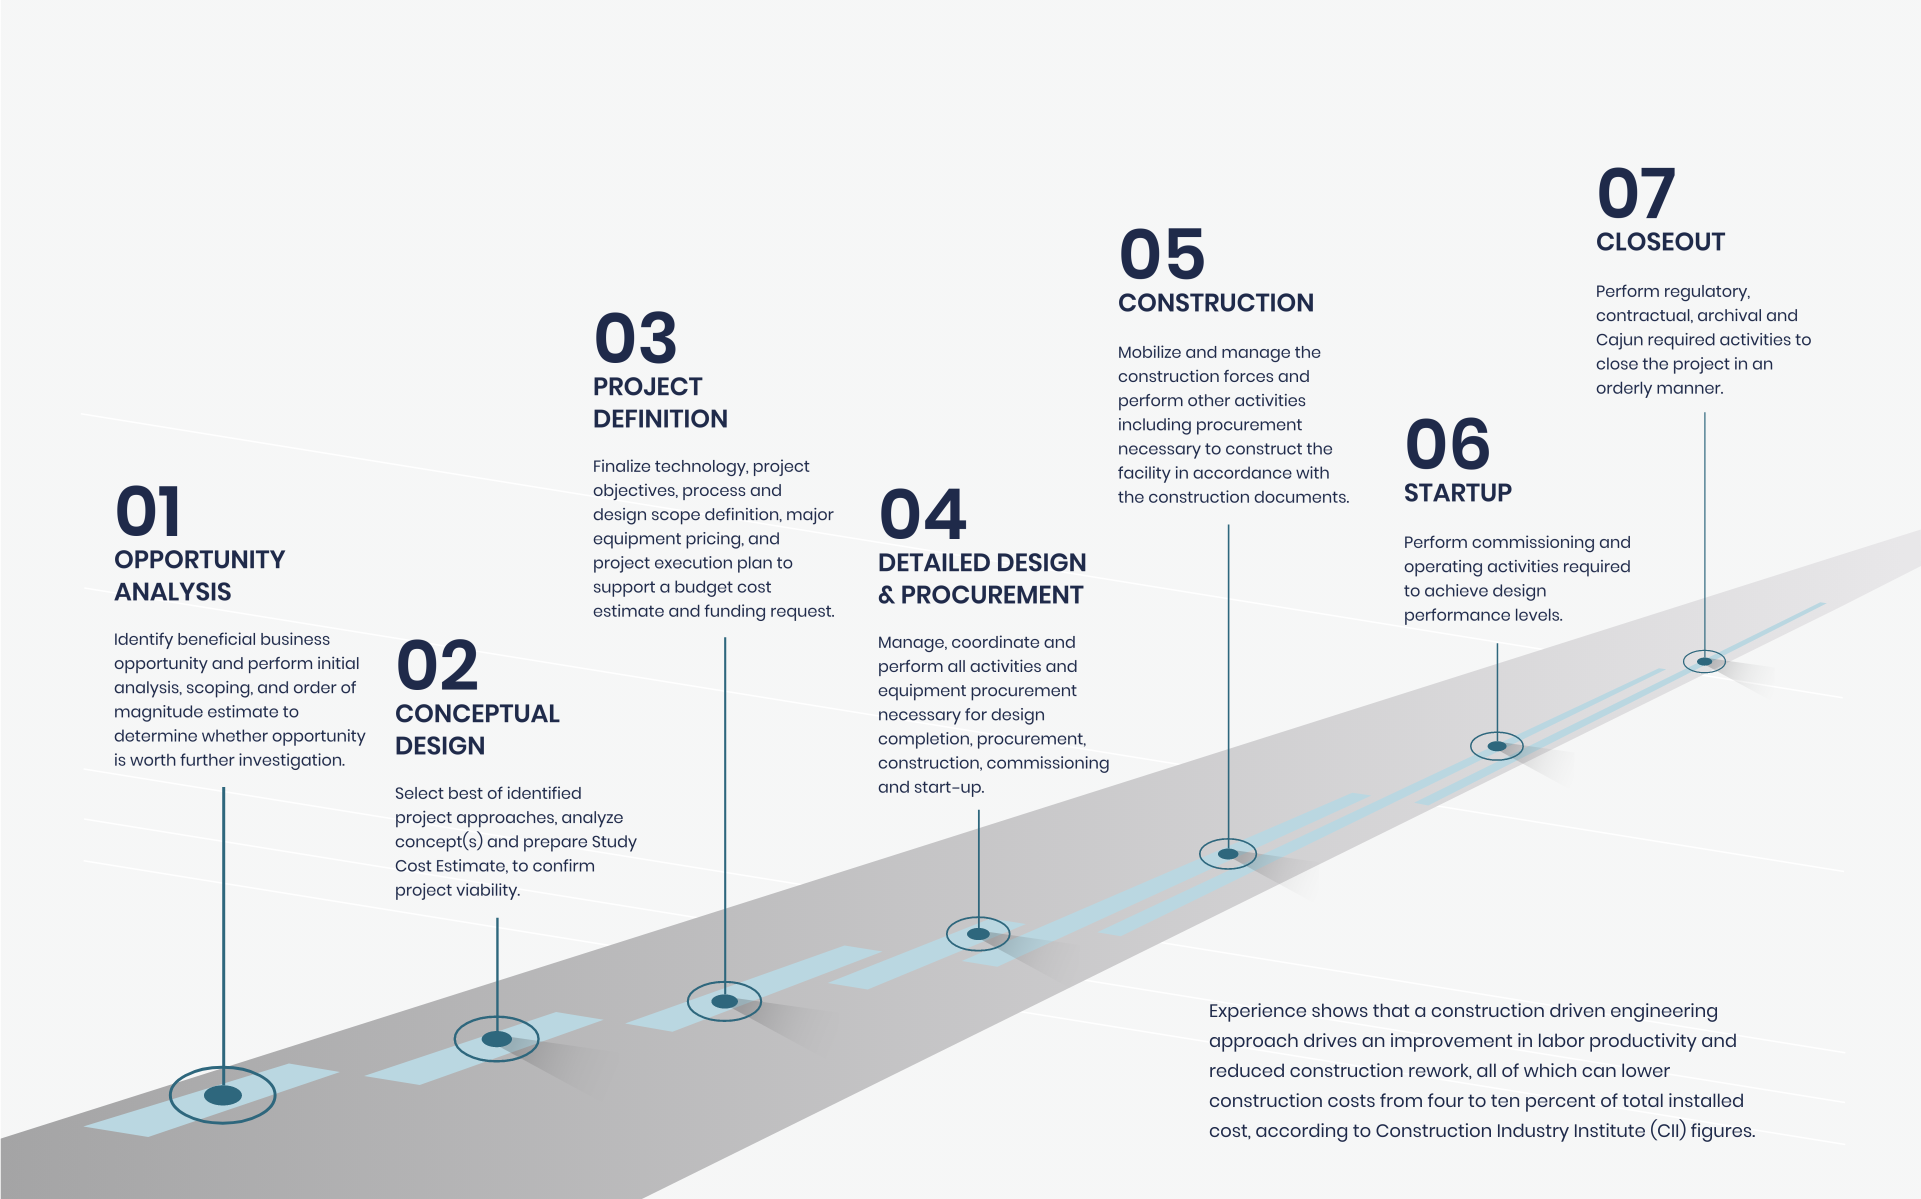 01
OPPORTUNITY
ANALYSIS
Identify beneficial business
opportunity and perform initial
analysis, scoping, and order of
magnitude estimate to
determine whether opportunity
is worth further investigation.
02
CONCEPTUAL
DESIGN
Select best of identified
project approaches, analyze
concept(s) and prepare Study
Cost Estimate, to confirm
project viability.
03
PROJECT
DEFINITION
Finalize technology, project
objectives, process and
design scope definition, major
equipment pricing, and
project execution plan to
support a budget cost
estimate and funding request.
04
DETAILED DESIGN
& PROCUREMENT
Manage, coordinate and
perform all activities and
equipment procurement
necessary for design
completion, procurement,
construction, commissioning
and start-up.
05
CONSTRUCTION
Mobilize and manage the
construction forces and
perform other activities
including procurement
necessary to construct the
facility in accordance with
the construction documents.
06
STARTUP
Perform commissioning and
operating activities required
to achieve design
performance levels.
07
CLOSEOUT
Perform regulatory,
contractual, archival and
Cajun required activities to
close the project in an
orderly manner.
Experience shows that a construction driven engineering
approach drives an improvement in labor productivity and
reduced construction rework, all of which can lower
construction costs from four to ten percent of total installed
cost, according to Construction Industry Institute (CII) figures.